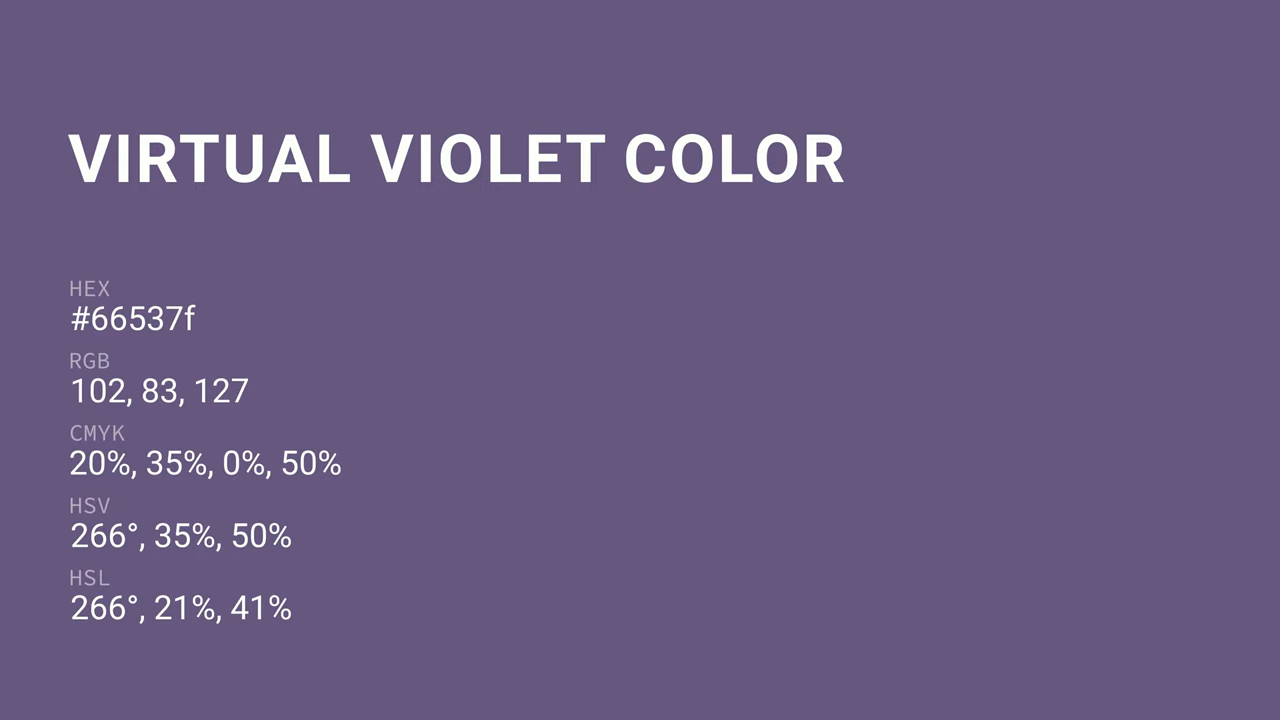 VIRTUAL VIOLET COLOR
HEX
#66537f
RGB
102, 83, 127
CMYK
20%, 35%, 0%, 50%
HSV
266°, 35%, 50%
HSL
266°, 21%, 41%